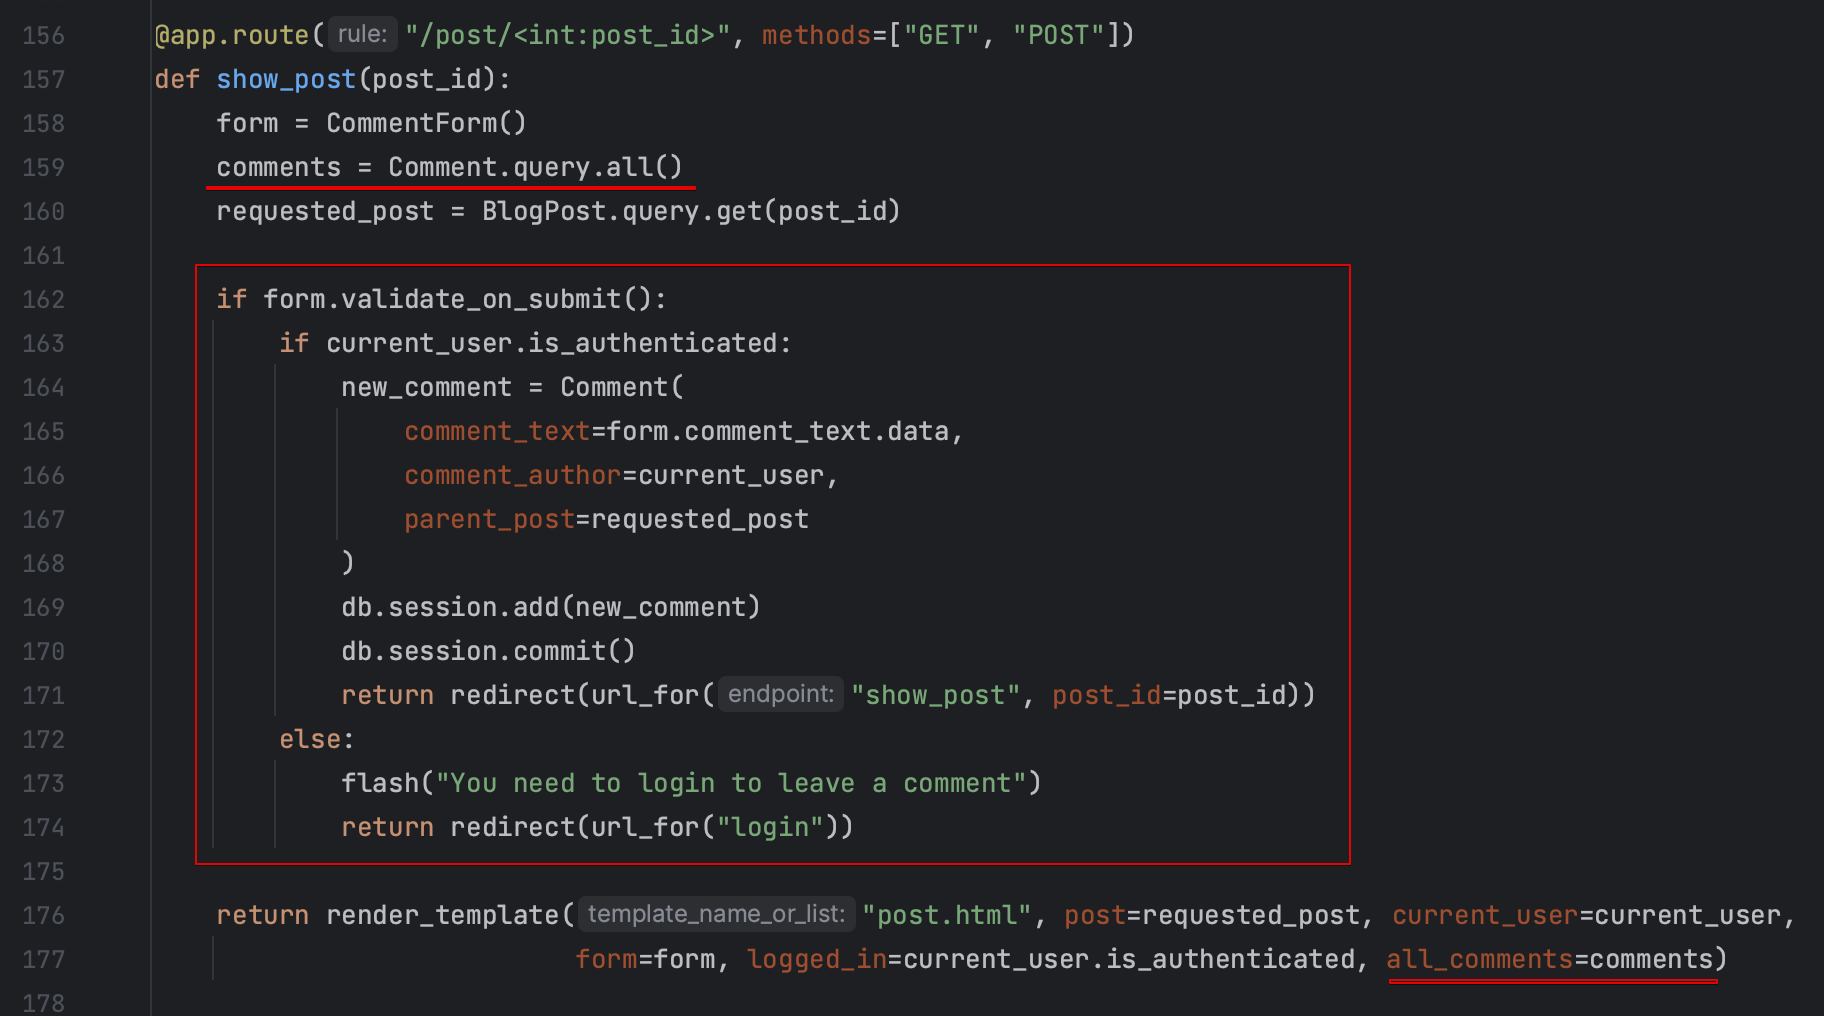 156 @app.route( rule: "/post/<int:post_id>", methods=["GET", "POST"])
157 def show_post(post_id):
158     form = CommentForm()
159     comments = Comment.query.all()
160     requested_post = BlogPost.query.get(post_id)
161
162     if form.validate_on_submit():
163         if current_user.is_authenticated:
164             new_comment = Comment(
165                 comment_text=form.comment_text.data,
166                 comment_author=current_user,
167                 parent_post=requested_post
168             )
169             db.session.add(new_comment)
170             db.session.commit()
171             return redirect(url_for( endpoint: "show_post", post_id=post_id))
172         else:
173             flash("You need to login to leave a comment")
174             return redirect(url_for("login"))
175
176     return render_template( template_name_or_list: "post.html", post=requested_post, current_user=current_user,
177                            form=form, logged_in=current_user.is_authenticated, all_comments=comments)
178